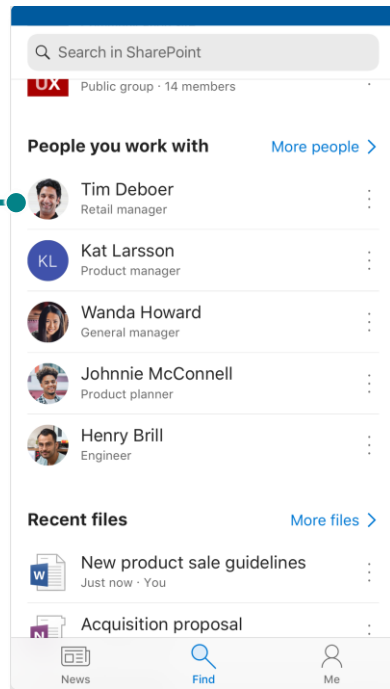 Search in SharePoint
UX
Public group · 14 members
People you work with
More people
Tim Deboer
Retail manager
KL
Kat Larsson
Product manager
Wanda Howard
General manager
Johnnie McConnell
Product planner
Henry Brill
Engineer
Recent files
More files
W
New product sale guidelines
Just now · You
N
Acquisition proposal
News
Find
Me